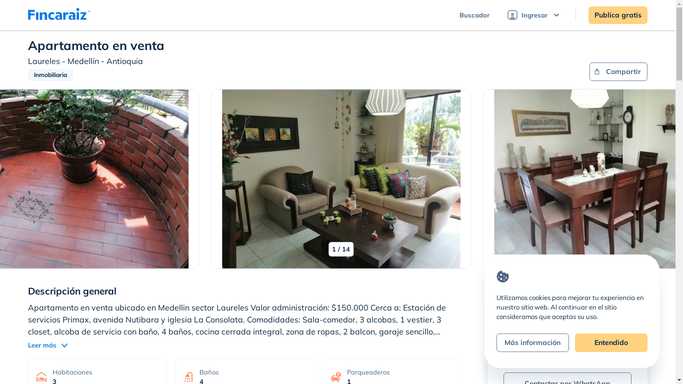 Fincaraiz
Buscador
Ingresar
Publica gratis
Apartamento en venta
Laureles - Medellín - Antioquia
Inmobiliaria
Compartir
1 / 14
Descripción general
Apartamento en venta ubicado en Medellin sector Laureles Valor administración: $150.000 Cerca a: Estación de
servicios Primax, avenida Nutibara y iglesia La Consolata. Comodidades: Sala-comedor, 3 alcobas, 1 vestier, 3
closet, alcoba de servicio con baño, 4 baños, cocina cerrada integral, zona de ropas, 2 balcon, garaje sencillo,...
Leer más
Habitaciones
3
Baños
4
Parqueaderos
1
Utilizamos cookies para mejorar tu experiencia en
nuestro sitio web. Al continuar en el sitio
consideramos que aceptas su uso.
Más información
Entendido
Contactar por WhatsApp